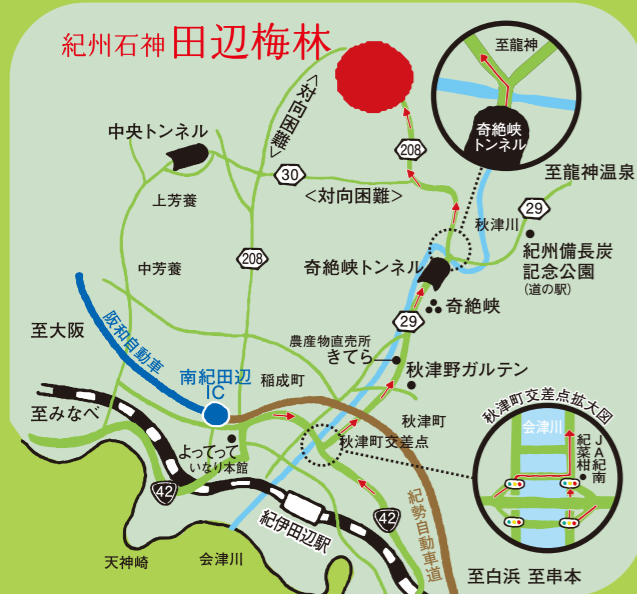 紀州石神 田辺梅林
至龍神
奇絶峡
トンネル
<対向困難>
中央トンネル
208
30
<対向困難>
至龍神温泉
上芳養
秋津川
29
紀州備長炭
記念公園
(道の駅)
中芳養
208
奇絶峡トンネル
奇絶峡
29
至大阪
阪和自動車
農産物直売所
きてら
秋津野ガルテン
南紀田辺
IC
稲成町
至みなべ
秋津町
秋津町交差点
秋津町交差点拡大図
会津川
JA紀南
紀菜柑
よってって
いなり本館
42
紀伊田辺駅
42
紀勢自動車道
天神崎
会津川
至白浜 至串本